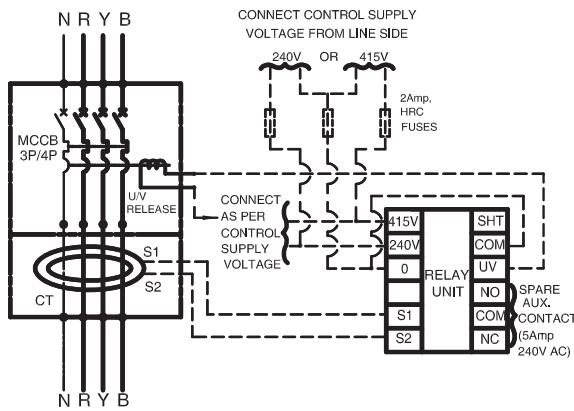 CONNECT CONTROL SUPPLY
VOLTAGE FROM LINE SIDE
240V OR 415V
N R Y B
2Amp,
HRC
FUSES
MCCB
3P/4P
U/V
RELEASE
CONNECT
AS PER
CONTROL
SUPPLY
VOLTAGE
S1
S2
CT
415V
240V
0
S1
S2
RELAY
UNIT
SHT
COM
UV
NO
COM
NC
SPARE
AUX.
CONTACT
(5Amp
240V AC)
N R Y B